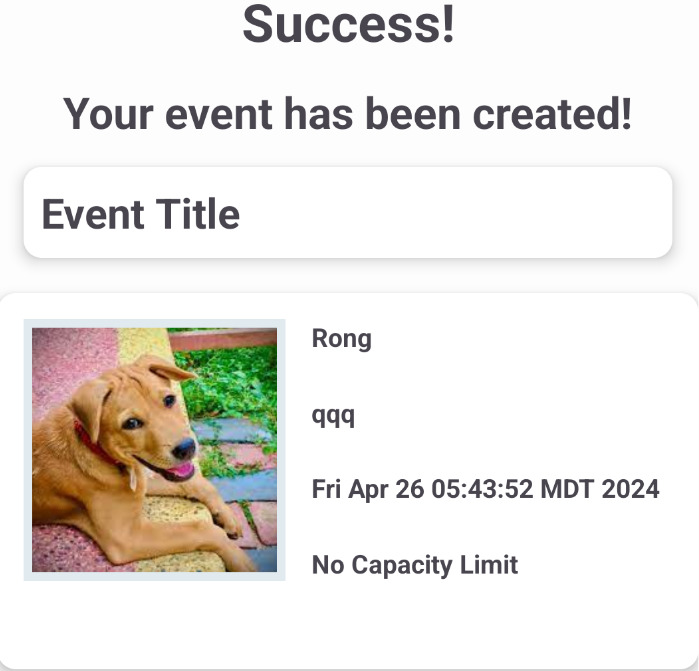 Success!
Your event has been created!
Event Title
Rong
qqq
Fri Apr 26 05:43:52 MDT 2024
No Capacity Limit